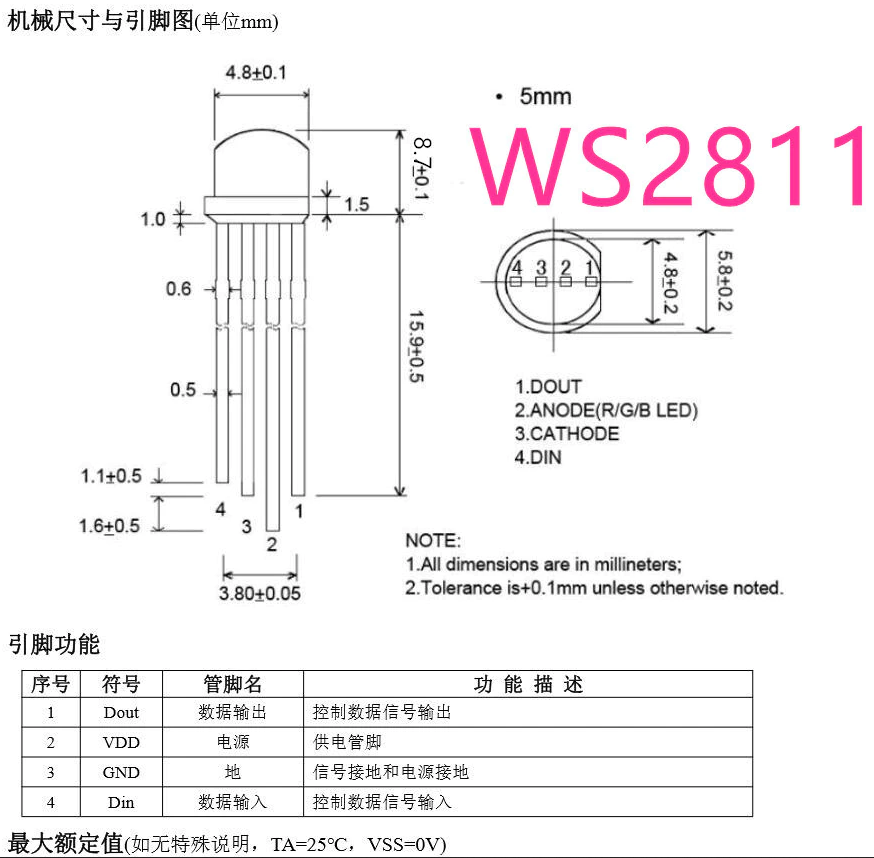 机械尺寸与引脚图(单位mm)
4.8±0.1
• 5mm
WS2811
8.7±0.1
1.5
1.0
4 3 2 1
4.8±0.2
5.8±0.2
0.6
15.9±0.5
0.5
1.DOUT
2.ANODE(R/G/B LED)
3.CATHODE
4.DIN
1.1±0.5
1.6±0.5
4
3
2
1
3.80±0.05
NOTE:
1.All dimensions are in millineters;
2.Tolerance is+0.1mm unless otherwise noted.
引脚功能
序号 符号 管脚名 功 能 描 述
1 Dout 数据输出 控制数据信号输出
2 VDD 电源 供电管脚
3 GND 地 信号接地和电源接地
4 Din 数据输入 控制数据信号输入
最大额定值(如无特殊说明，TA=25℃，VSS=0V)